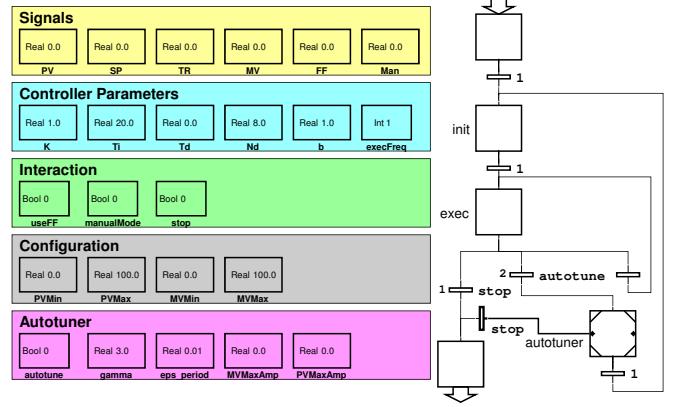 Signals
Real 0.0 Real 0.0 Real 0.0 Real 0.0 Real 0.0 Real 0.0
PV SP TR MV FF Man
Controller Parameters
Real 1.0 Real 20.0 Real 0.0 Real 8.0 Real 1.0 Int 1
K Ti Td Nd b execFreq
Interaction
Bool 0 Bool 0 Bool 0
useFF manualMode stop
Configuration
Real 0.0 Real 100.0 Real 0.0 Real 100.0
PVMin PVMax MVMin MVMax
Autotuner
Bool 0 Real 3.0 Real 0.01 Real 0.0 Real 0.0
autotune gamma eps_period MVMaxAmp PVMaxAmp
1
init
1
exec
2 autotune
1 stop
stop
autotuner
1